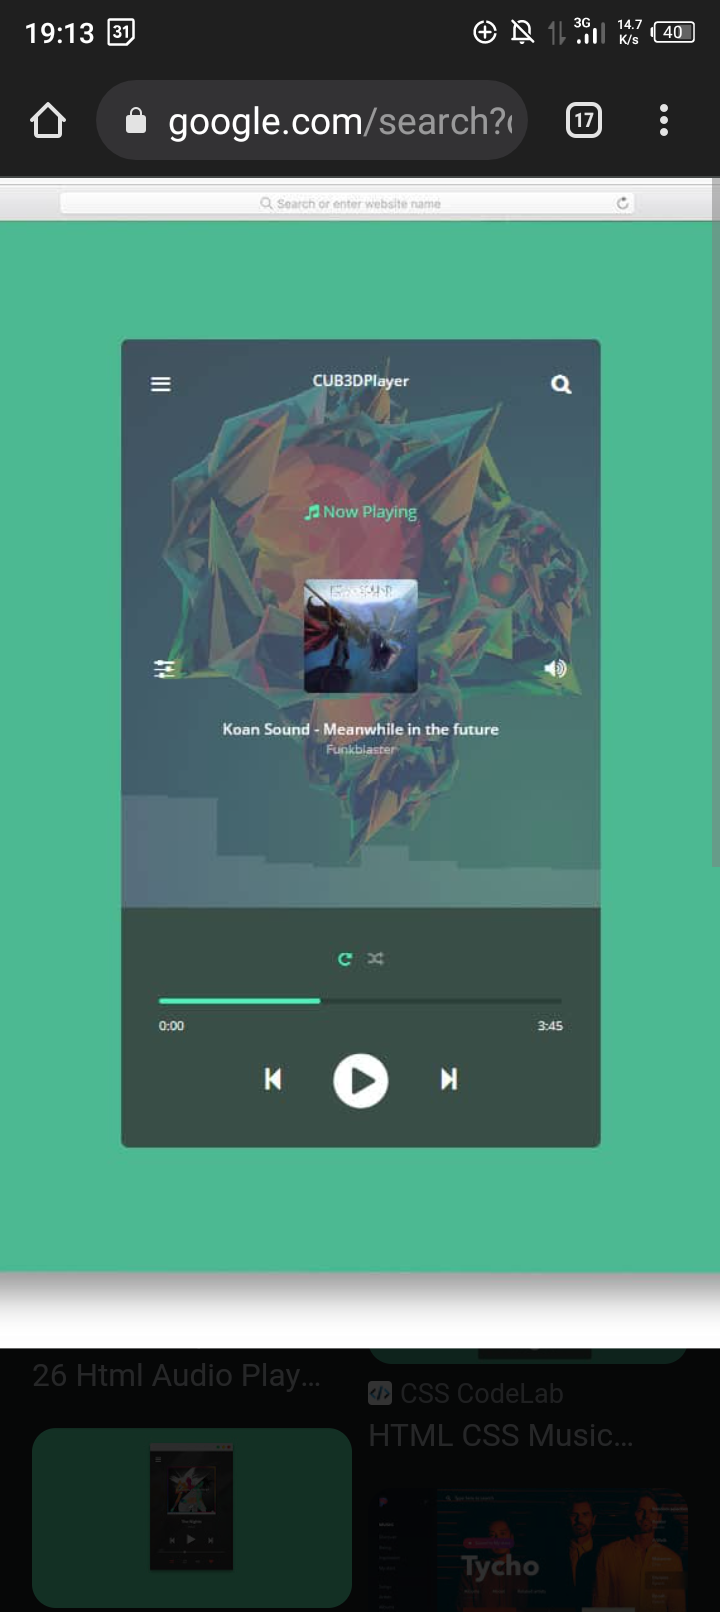 19:13 31 3G 14.7 K/s 40
google.com/search?
17
Search or enter website name
CUB3DPlayer
Now Playing
KOAN SOUND
Koan Sound - Meanwhile in the future
Funkblaster
0:00 3:45
26 Html Audio Play...
CSS CodeLab
HTML CSS Music...
Tycho